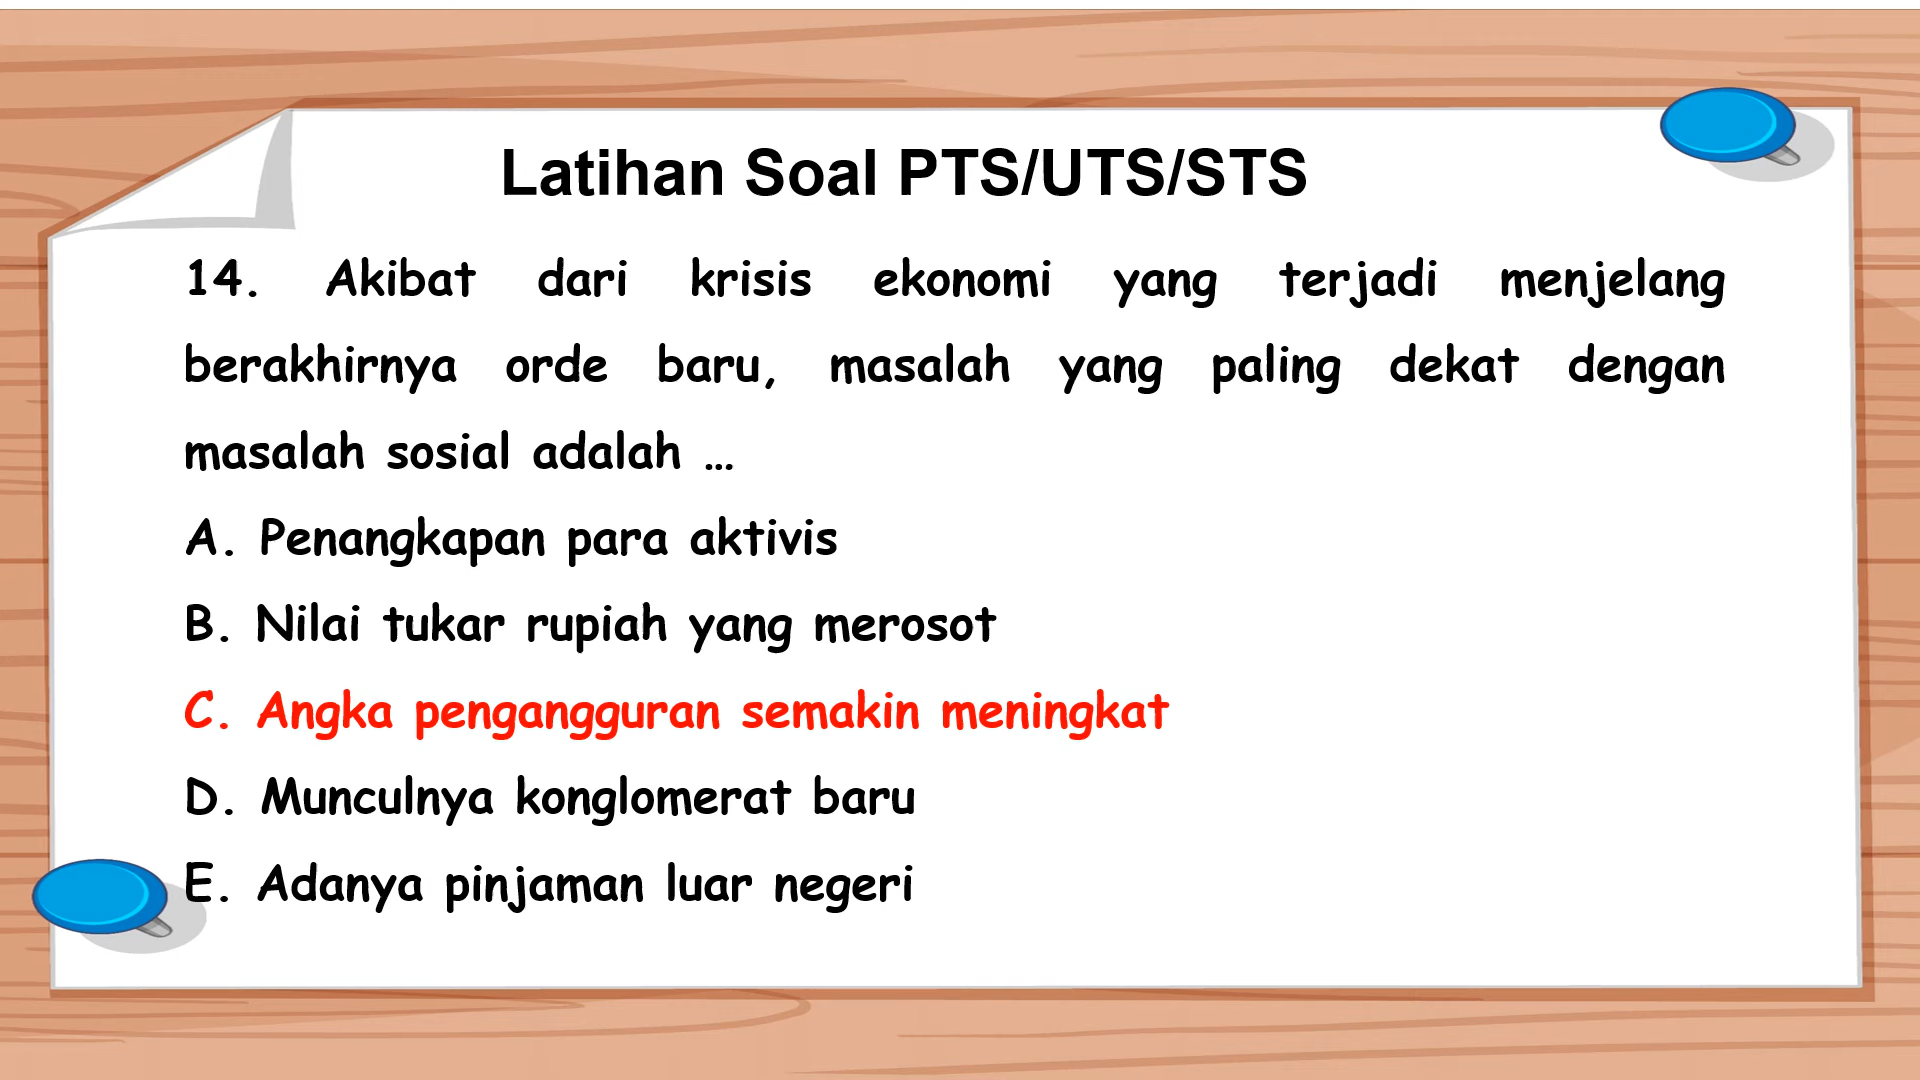 Latihan Soal PTS/UTS/STS
14. Akibat dari krisis ekonomi yang terjadi menjelang
berakhirnya orde baru, masalah yang paling dekat dengan
masalah sosial adalah ...
A. Penangkapan para aktivis
B. Nilai tukar rupiah yang merosot
C. Angka pengangguran semakin meningkat
D. Munculnya konglomerat baru
E. Adanya pinjaman luar negeri